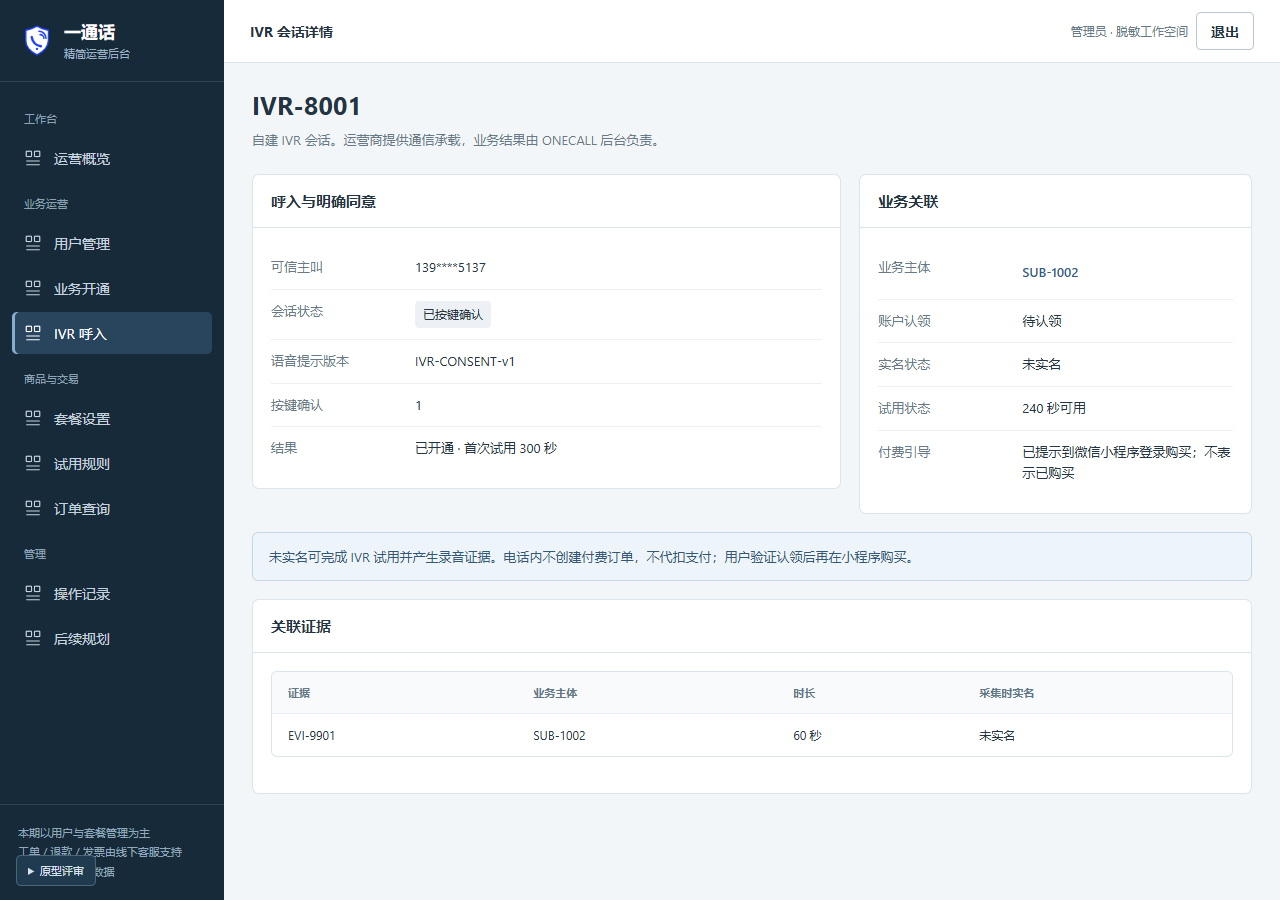 一通话
精简运营后台
工作台
运营概览
业务运营
用户管理
业务开通
IVR 呼入
商品与交易
套餐设置
试用规则
订单查询
管理
操作记录
后续规划
本期以用户与套餐管理为主
工单 / 退款 / 发票由线下客服支持
数据
▶ 原型评审
IVR 会话详情
管理员 · 脱敏工作空间
退出
IVR-8001
自建 IVR 会话。运营商提供通信承载，业务结果由 ONECALL 后台负责。
呼入与明确同意
可信主叫 139****5137
会话状态 已按键确认
语音提示版本 IVR-CONSENT-v1
按键确认 1
结果 已开通 · 首次试用 300 秒
业务关联
业务主体 SUB-1002
账户认领 待认领
实名状态 未实名
试用状态 240 秒可用
付费引导 已提示到微信小程序登录购买；不表
示已购买
未实名可完成 IVR 试用并产生录音证据。电话内不创建付费订单，不代扣支付；用户验证认领后再在小程序购买。
关联证据
证据 业务主体 时长 采集时实名
EVI-9901 SUB-1002 60 秒 未实名